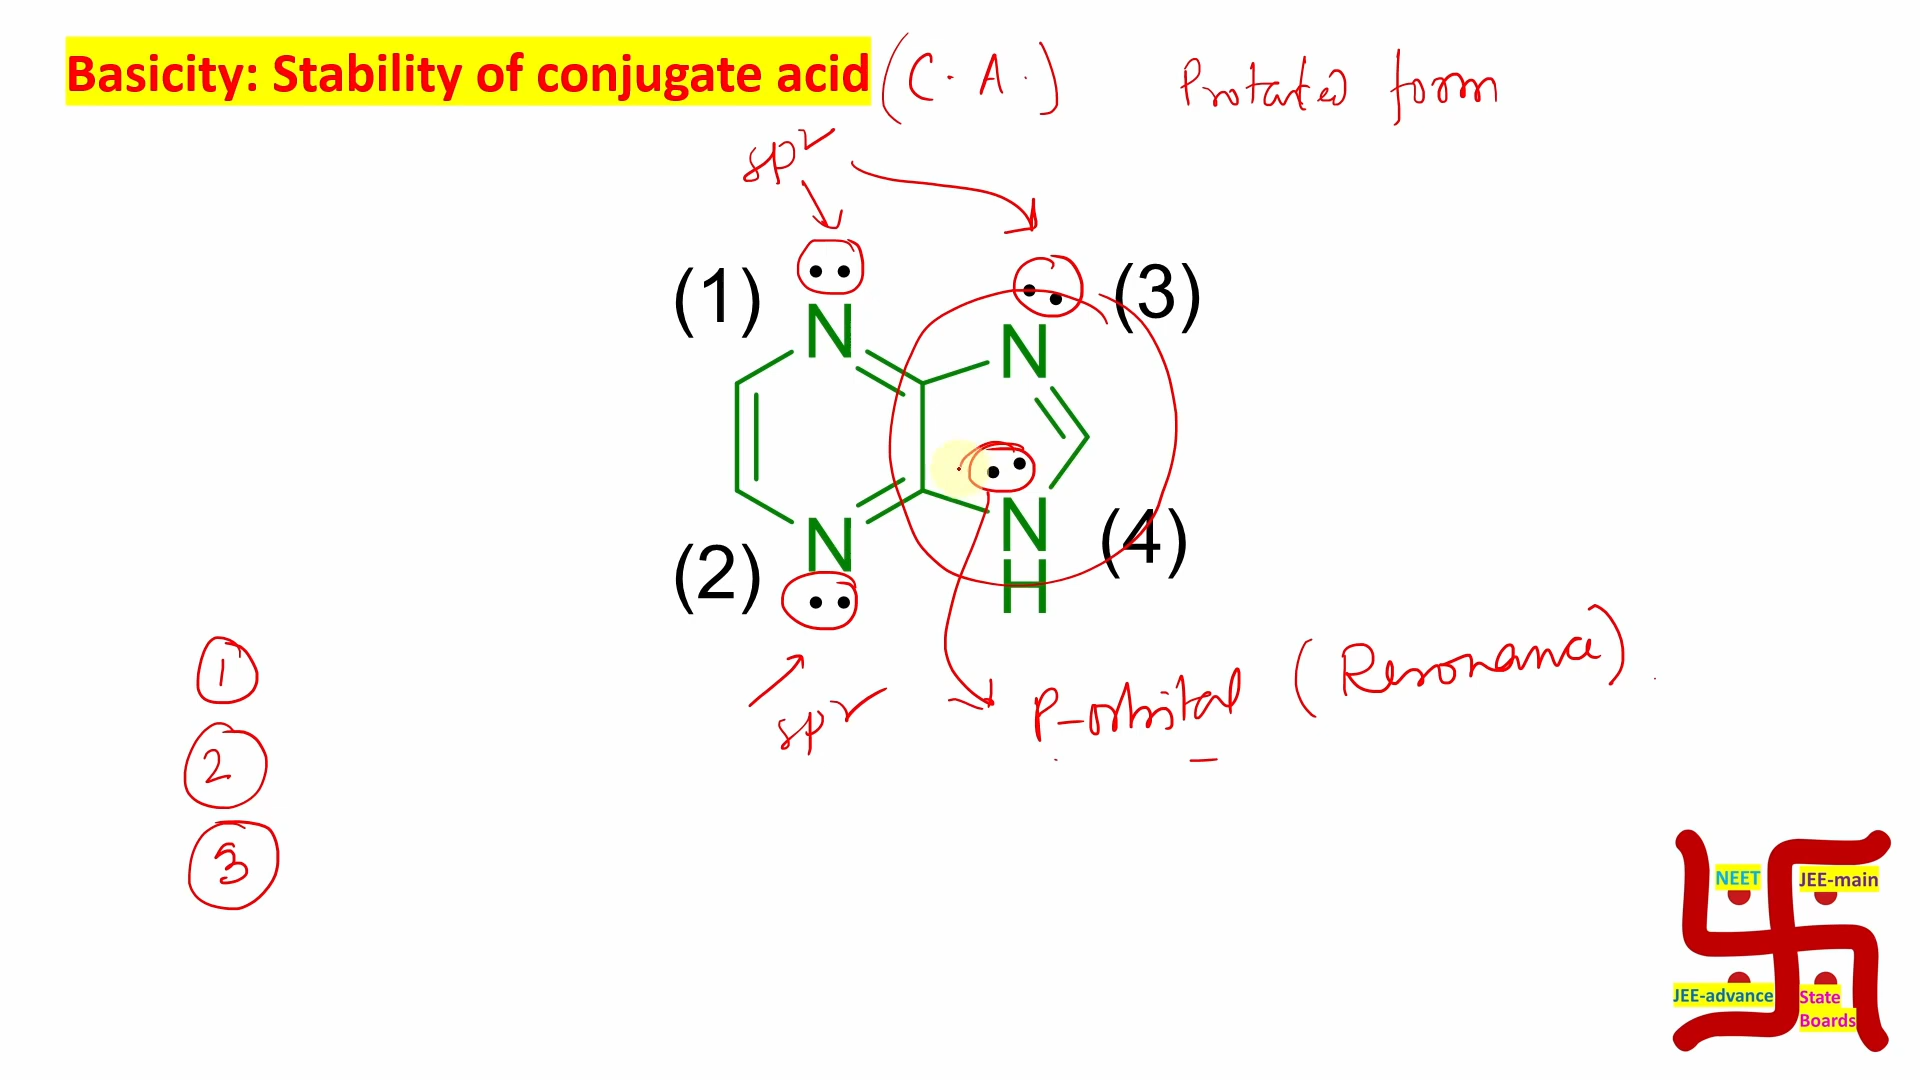 Basicity: Stability of conjugate acid (C.A.) Protated form
sp²
(1) N N (3)
(2) N N (4)
H
sp²
P-orbital (Resonance)
1
2
3
NEET JEE-main
JEE-advance State
Boards